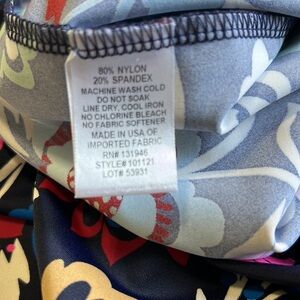 80% NYLON
20% SPANDEX
MACHINE WASH COLD
DO NOT SOAK
LINE DRY, COOL IRON
NO CHLORINE BLEACH
NO FABRIC SOFTENER
MADE IN USA OF
IMPORTED FABRIC
RN# 131946
STYLE# 101121
LOT# 53931